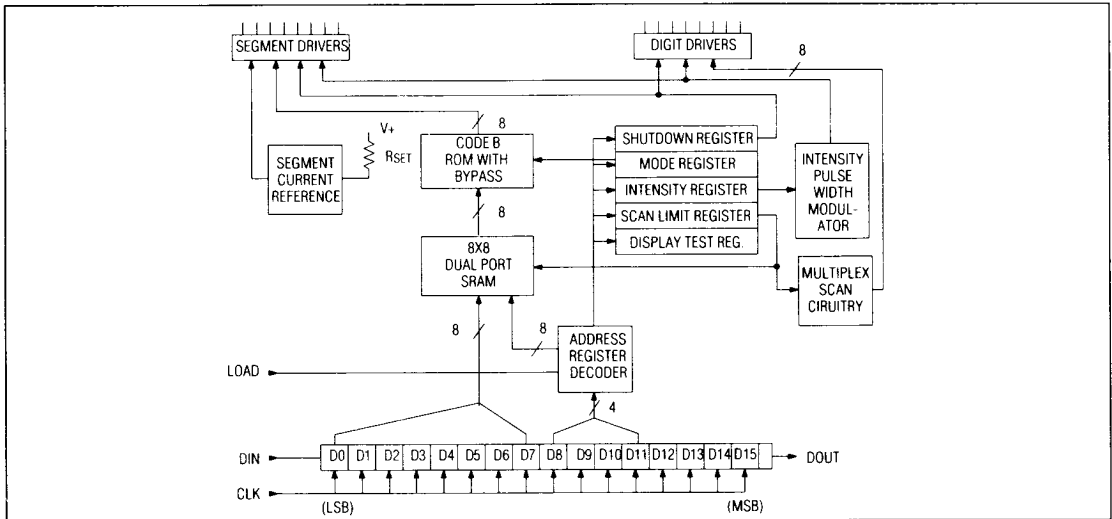 SEGMENT DRIVERS
DIGIT DRIVERS
8
V+
RSET
8
SEGMENT
CURRENT
REFERENCE
CODE B
ROM WITH
BYPASS
SHUTDOWN REGISTER
MODE REGISTER
INTENSITY REGISTER
SCAN LIMIT REGISTER
DISPLAY TEST REG.
INTENSITY
PULSE
WIDTH
MODUL-
ATOR
8
8X8
DUAL PORT
SRAM
MULTIPLEX
SCAN
CIRUITRY
8
8
ADDRESS
REGISTER
DECODER
LOAD
4
DIN
D0 D1 D2 D3 D4 D5 D6 D7 D8 D9 D10 D11 D12 D13 D14 D15
DOUT
CLK
(LSB)
(MSB)